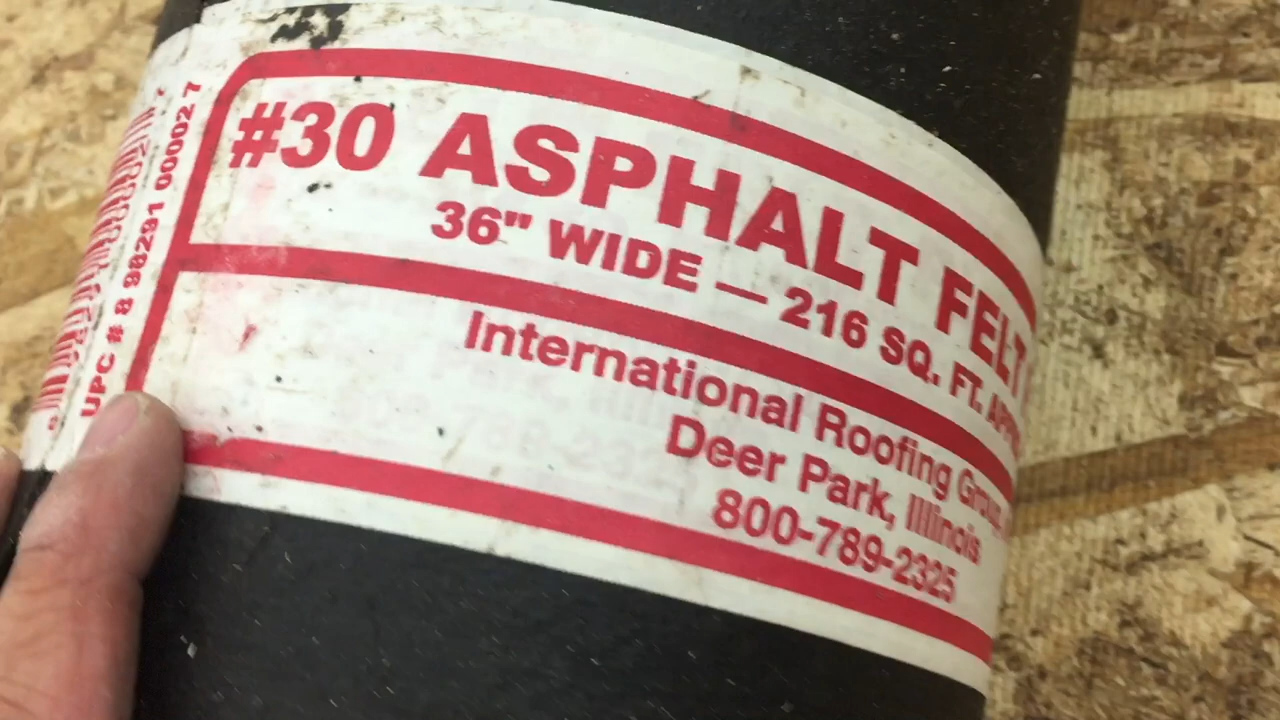 #30 ASPHALT FELT
36" WIDE — 216 SQ. FT.
International Roofing Group,
Deer Park, Illinois
800-789-2325
UPC # 8 98291 00002 7